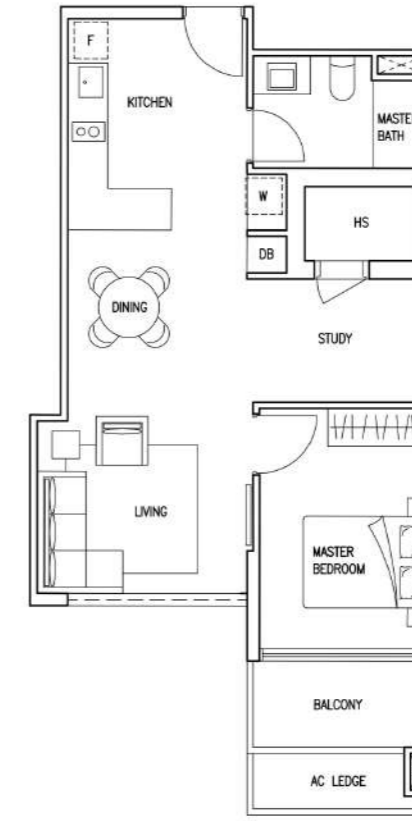 F
KITCHEN
MASTER
BATH
W
HS
DB
DINING
STUDY
LIVING
MASTER
BEDROOM
BALCONY
AC LEDGE